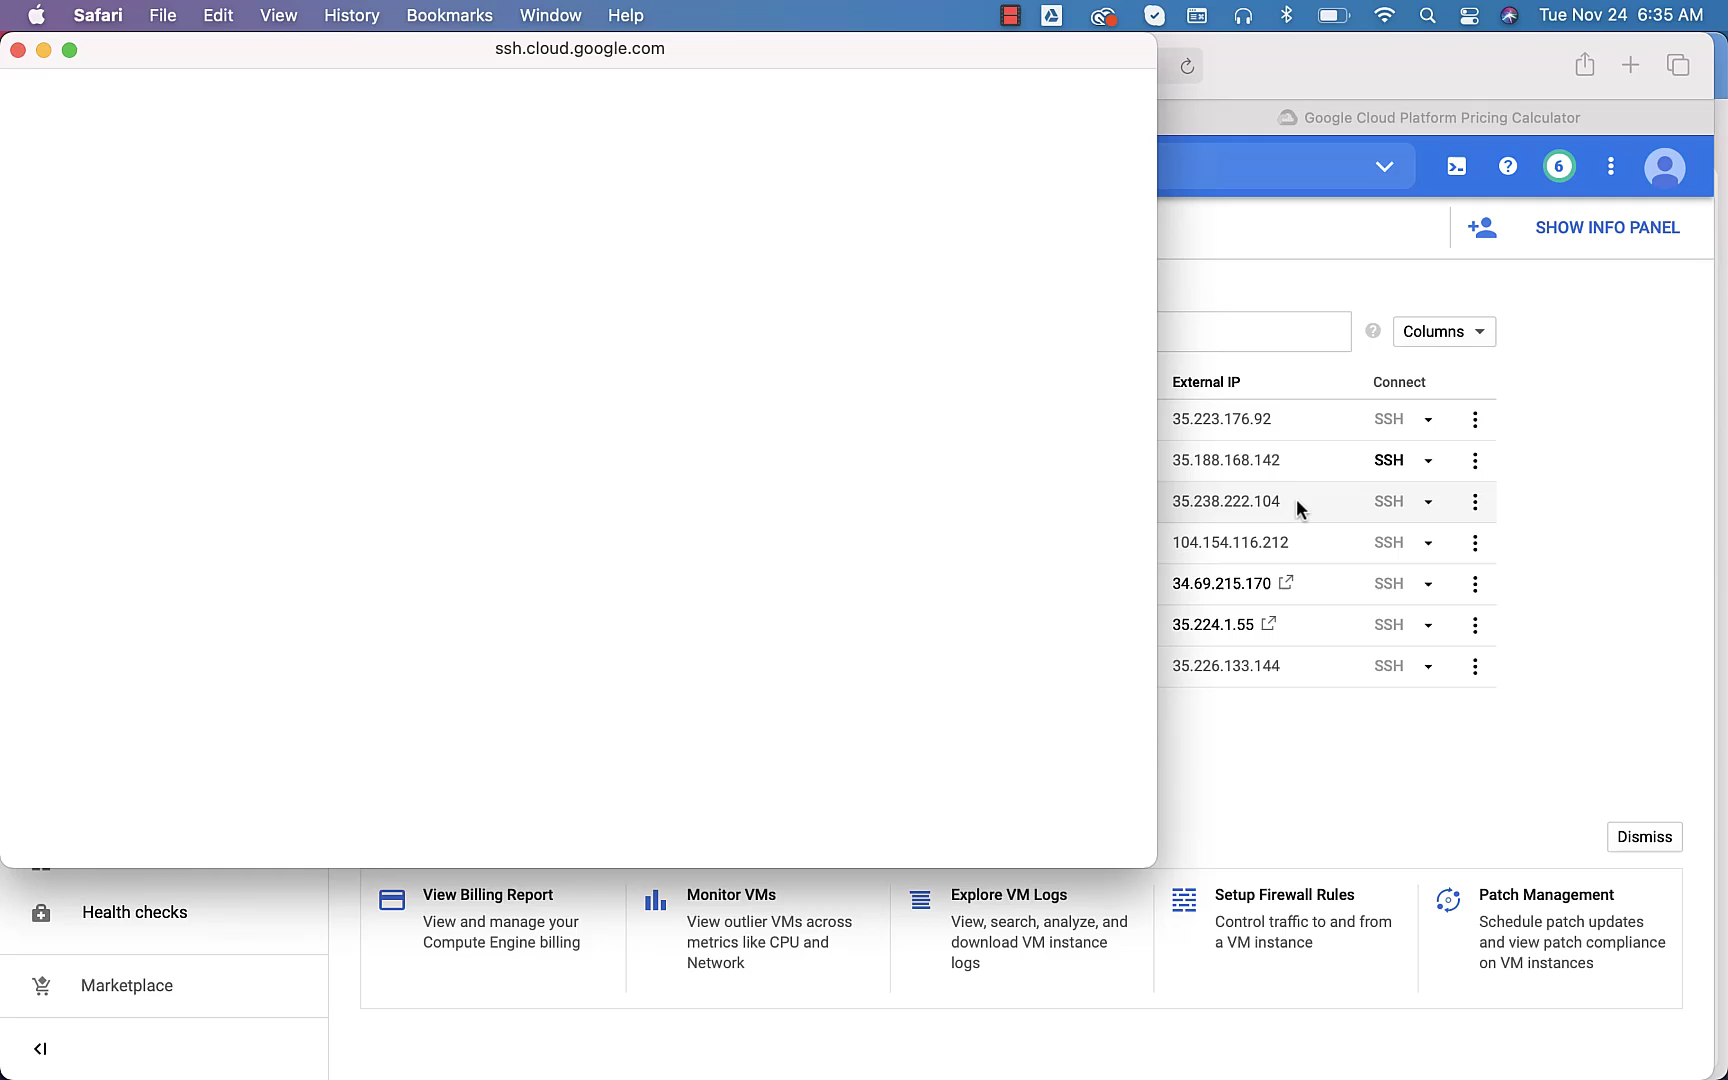 Safari File Edit View History Bookmarks Window Help Tue Nov 24 6:35 AM
ssh.cloud.google.com
Google Cloud Platform Pricing Calculator
6
SHOW INFO PANEL
Columns
External IP Connect
35.223.176.92 SSH
35.188.168.142 SSH
35.238.222.104 SSH
104.154.116.212 SSH
34.69.215.170 SSH
35.224.1.55 SSH
35.226.133.144 SSH
Dismiss
Health checks
Marketplace
View Billing Report
View and manage your
Compute Engine billing
Monitor VMs
View outlier VMs across
metrics like CPU and
Network
Explore VM Logs
View, search, analyze, and
download VM instance
logs
Setup Firewall Rules
Control traffic to and from
a VM instance
Patch Management
Schedule patch updates
and view patch compliance
on VM instances